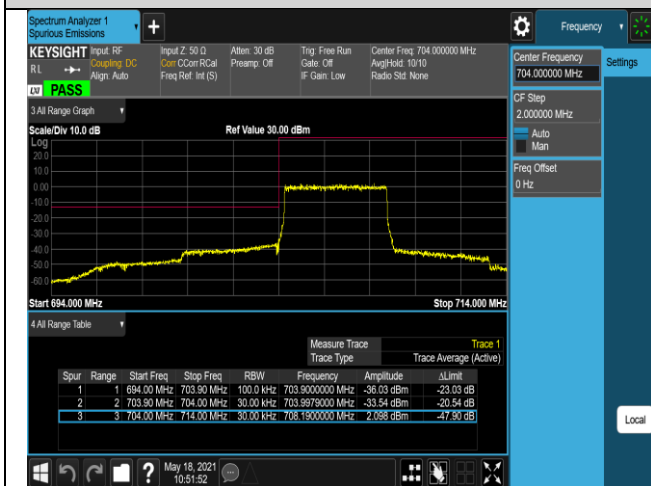 Spectrum Analyzer 1
Spurious Emissions
+
Frequency
KEYSIGHT
Input: RF
Coupling: DC
Align: Auto
Input Z: 50 Ω
Corr CCorr RCal
Freq Ref: Int (S)
Atten: 30 dB
Preamp: Off
Trig: Free Run
Gate: Off
IF Gain: Low
Center Freq: 704.000000 MHz
Avg|Hold: 10/10
Radio Std: None
RL
LXI
PASS
Center Frequency
704.000000 MHz
Settings
CF Step
2.000000 MHz
Auto
Man
Freq Offset
0 Hz
3 All Range Graph
Scale/Div 10.0 dB
Ref Value 30.00 dBm
Log
20.0
10.0
0.00
-10.0
-20.0
-30.0
-40.0
-50.0
-60.0
Start 694.000 MHz
Stop 714.000 MHz
4 All Range Table
Measure Trace Trace 1
Trace Type Trace Average (Active)
Spur Range Start Freq Stop Freq RBW Frequency Amplitude ΔLimit
1 1 694.00 MHz 703.90 MHz 100.0 kHz 703.9000000 MHz -36.03 dBm -23.03 dB
2 2 703.90 MHz 704.00 MHz 30.00 kHz 703.9979000 MHz -33.54 dBm -20.54 dB
3 3 704.00 MHz 714.00 MHz 30.00 kHz 708.1900000 MHz 2.098 dBm -47.90 dB
Local
?
May 18, 2021
10:51:52